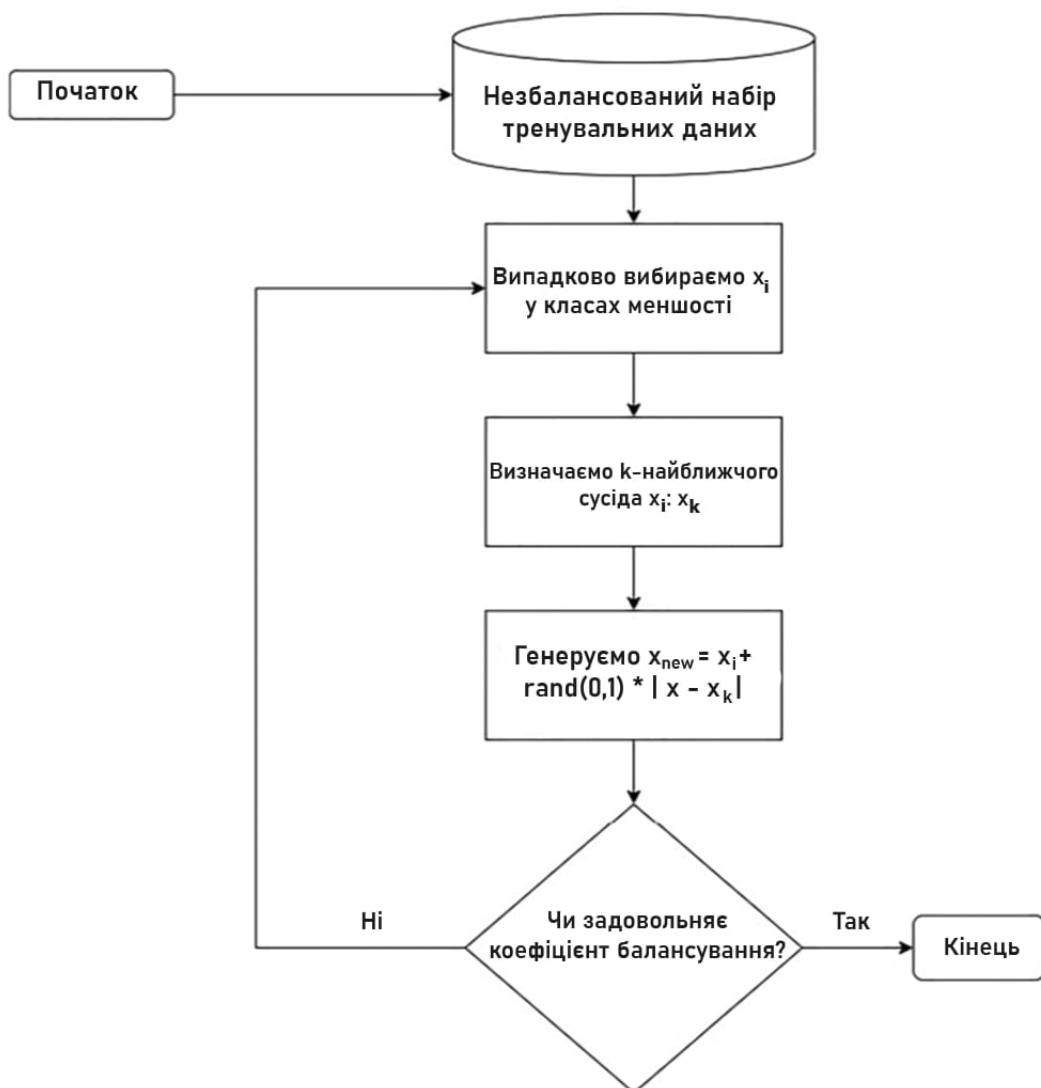 Початок
Незбалансований набір
тренувальних даних
Випадково вибираємо xᵢ
у класах меншості
Визначаємо k-найближчого
сусіда xᵢ: xₖ
Генеруємо x_new = xᵢ +
rand(0,1) * | x - xₖ|
Чи задовольняє
коефіцієнт балансування?
Ні
Так
Кінець